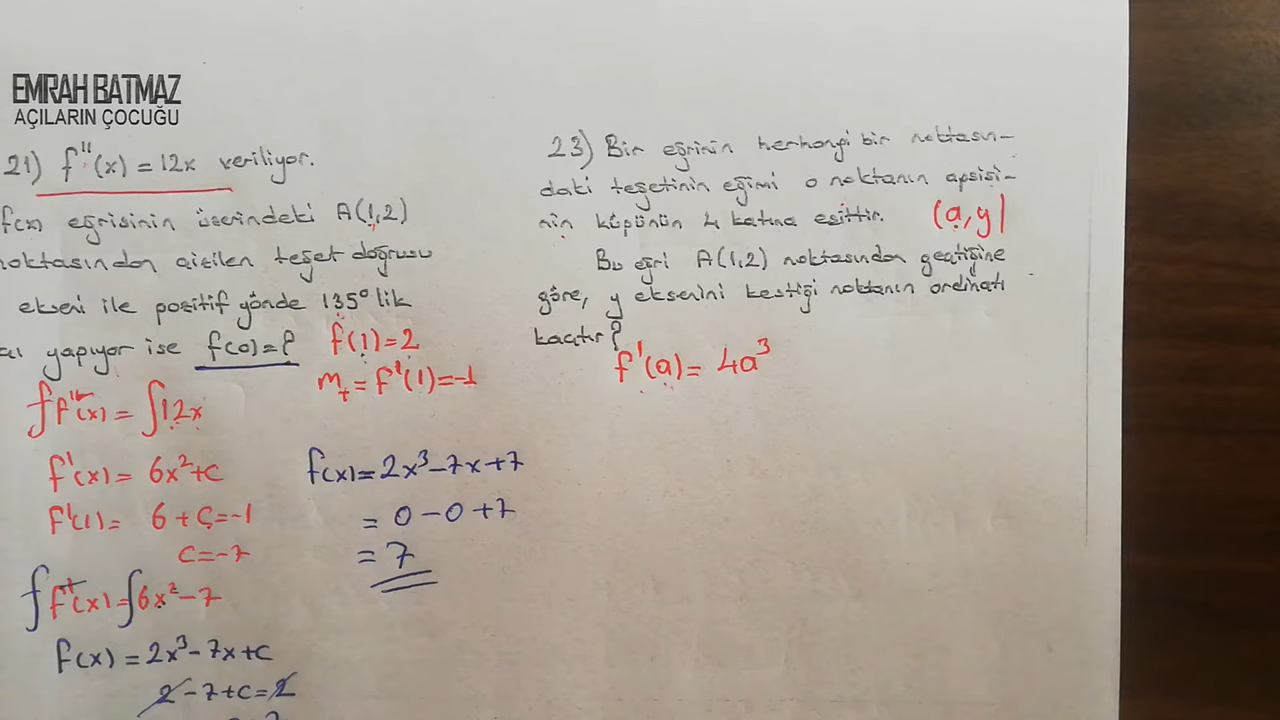 EMRAH BATMAZ
AÇILARIN ÇOCUĞU
21) f''(x) = 12x veriliyor.
f(x) eğrisinin üzerindeki A(1,2)
noktasından çizilen teğet doğrusu
ekseni ile pozitif yönde 135° lik
açı yapıyor ise f(0)=?
f(1)=2
m_t = f'(1) = -1
∫f''(x) = ∫12x
f'(x) = 6x²+c
f'(1) = 6 + c = -1
c = -7
∫f'(x) = ∫6x² - 7
f(x) = 2x³ - 7x + c
2 - 7 + c = 2
f(x) = 2x³ - 7x + 7
= 0 - 0 + 7
= 7
23) Bir eğrinin herhangi bir noktasın-
daki teğetinin eğimi o noktanın apsisi-
nin küpünün 4 katına eşittir.
(a, y)
Bu eğri A(1,2) noktasından geçtiğine
göre, y eksenini kestiği noktanın ordinatı
kaçtır?
f'(a) = 4a³